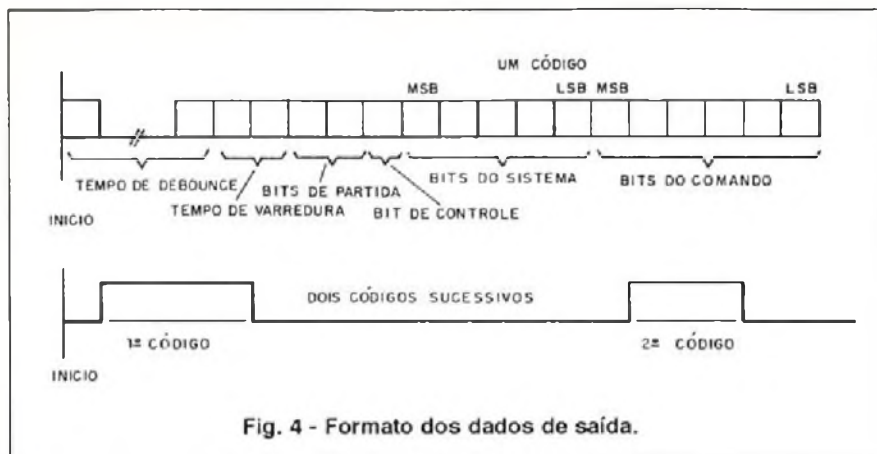 UM CÓDIGO
MSB LSB MSB LSB
TEMPO DE DEBOUNCE BITS DE PARTIDA BITS DO SISTEMA BITS DO COMANDO
TEMPO DE VARREDURA BIT DE CONTROLE
INICIO
DOIS CÓDIGOS SUCESSIVOS
1º CÓDIGO 2º CÓDIGO
INICIO
Fig. 4 - Formato dos dados de saída.